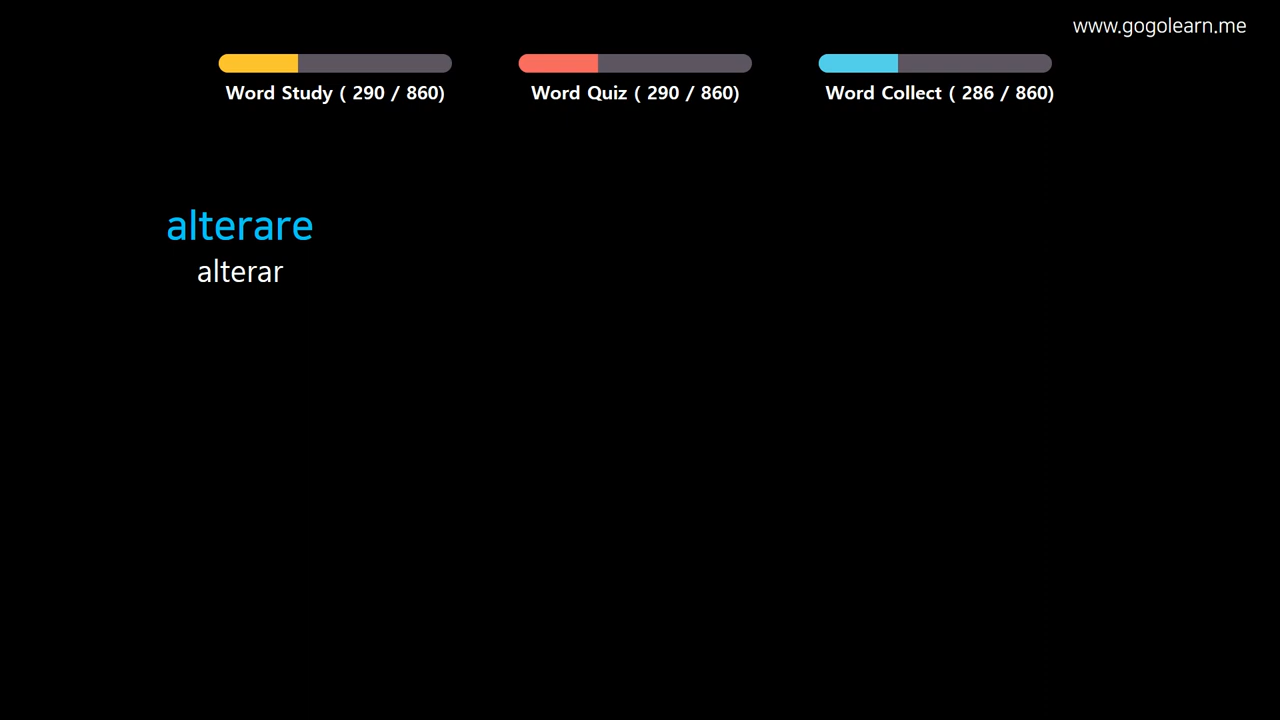 www.gogolearn.me
Word Study ( 290 / 860)
Word Quiz ( 290 / 860)
Word Collect ( 286 / 860)
alterare
alterar